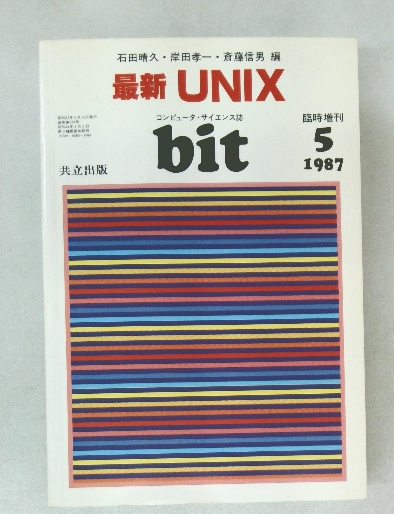 石田晴久・岸田孝一・斎藤信男 編
最新 UNIX
コンピュータ・サイエンス誌
臨時増刊
bit
5
1987
共立出版